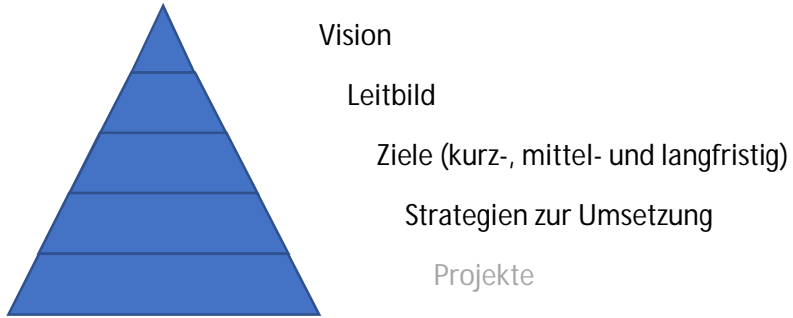 Vision
Leitbild
Ziele (kurz-, mittel- und langfristig)
Strategien zur Umsetzung
Projekte